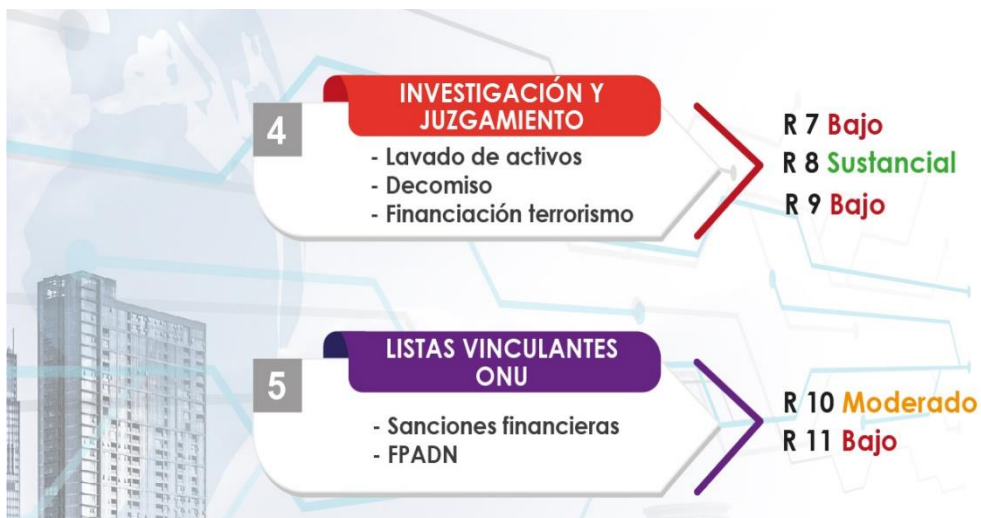 4
INVESTIGACIÓN Y
JUZGAMIENTO
- Lavado de activos
- Decomiso
- Financiación terrorismo
R 7 Bajo
R 8 Sustancial
R 9 Bajo
5
LISTAS VINCULANTES
ONU
- Sanciones financieras
- FPADN
R 10 Moderado
R 11 Bajo